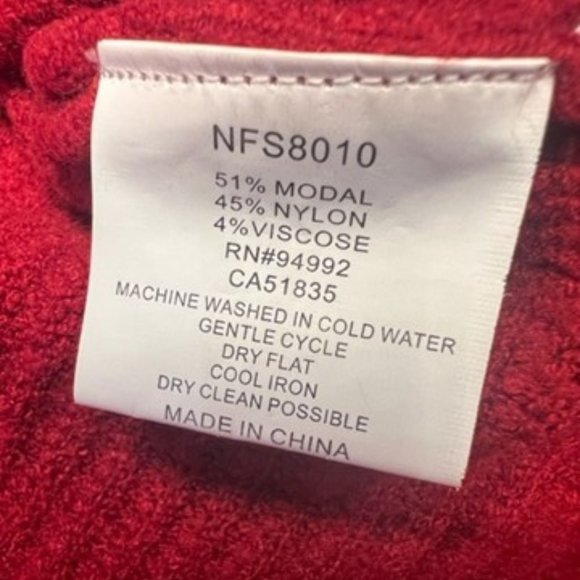 NFS8010
51% MODAL
45% NYLON
4%VISCOSE
RN#94992
CA51835
MACHINE WASHED IN COLD WATER
GENTLE CYCLE
DRY FLAT
COOL IRON
DRY CLEAN POSSIBLE
MADE IN CHINA